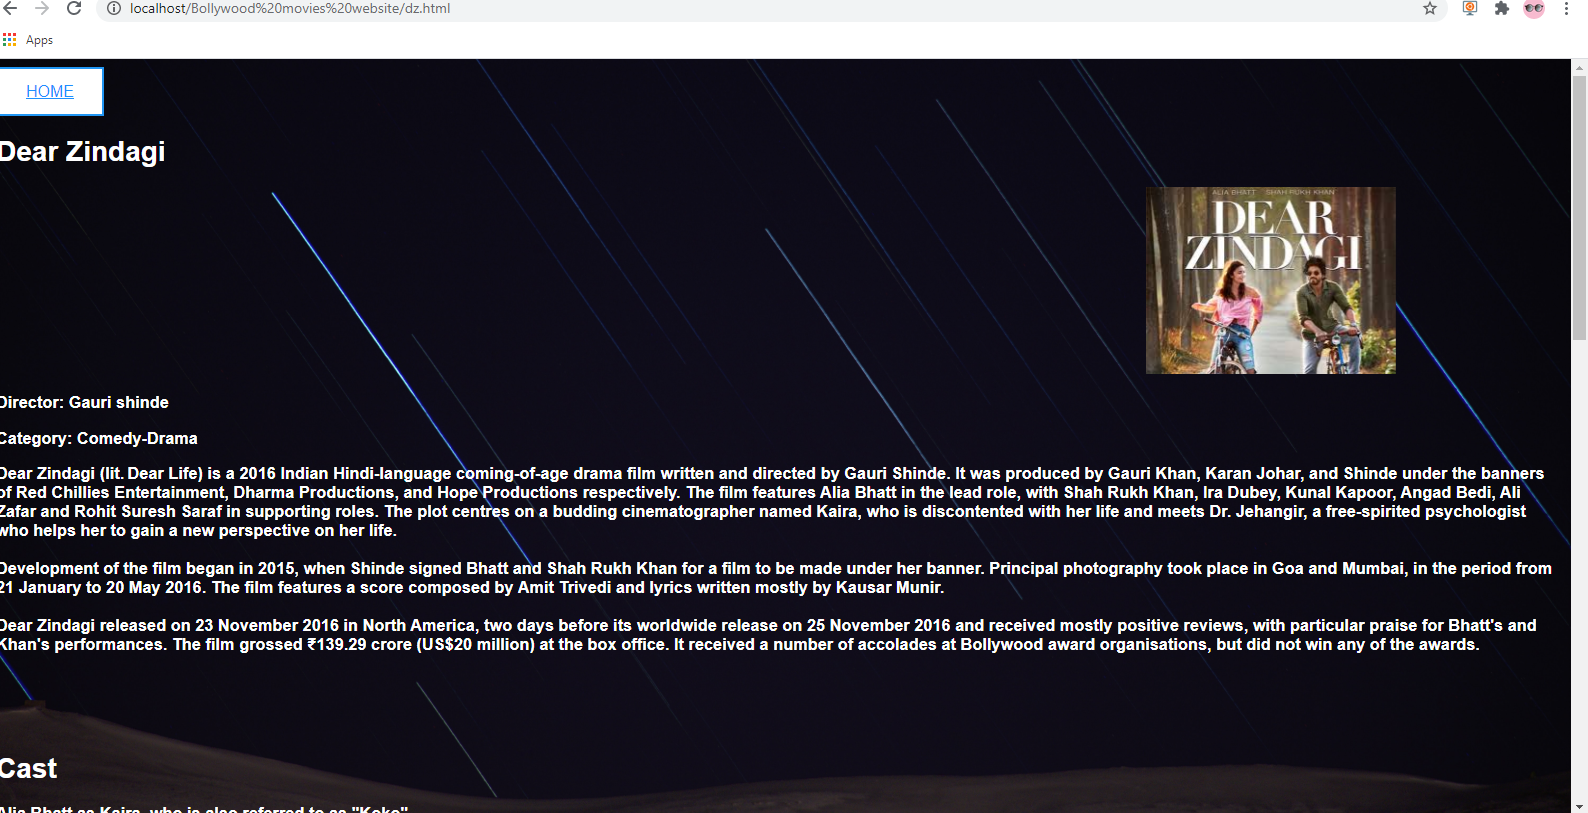 localhost/Bollywood%20movies%20website/dz.html
Apps
HOME
Dear Zindagi
ALIA BHATT SHAH RUKH KHAN
DEAR
ZINDAGI
Director: Gauri shinde
Category: Comedy-Drama
Dear Zindagi (lit. Dear Life) is a 2016 Indian Hindi-language coming-of-age drama film written and directed by Gauri Shinde. It was produced by Gauri Khan, Karan Johar, and Shinde under the banners
of Red Chillies Entertainment, Dharma Productions, and Hope Productions respectively. The film features Alia Bhatt in the lead role, with Shah Rukh Khan, Ira Dubey, Kunal Kapoor, Angad Bedi, Ali
Zafar and Rohit Suresh Saraf in supporting roles. The plot centres on a budding cinematographer named Kaira, who is discontented with her life and meets Dr. Jehangir, a free-spirited psychologist
who helps her to gain a new perspective on her life.
Development of the film began in 2015, when Shinde signed Bhatt and Shah Rukh Khan for a film to be made under her banner. Principal photography took place in Goa and Mumbai, in the period from
21 January to 20 May 2016. The film features a score composed by Amit Trivedi and lyrics written mostly by Kausar Munir.
Dear Zindagi released on 23 November 2016 in North America, two days before its worldwide release on 25 November 2016 and received mostly positive reviews, with particular praise for Bhatt's and
Khan's performances. The film grossed ₹139.29 crore (US$20 million) at the box office. It received a number of accolades at Bollywood award organisations, but did not win any of the awards.
Cast
Alia Bhatt as Kaira, who is also referred to as "Koko"